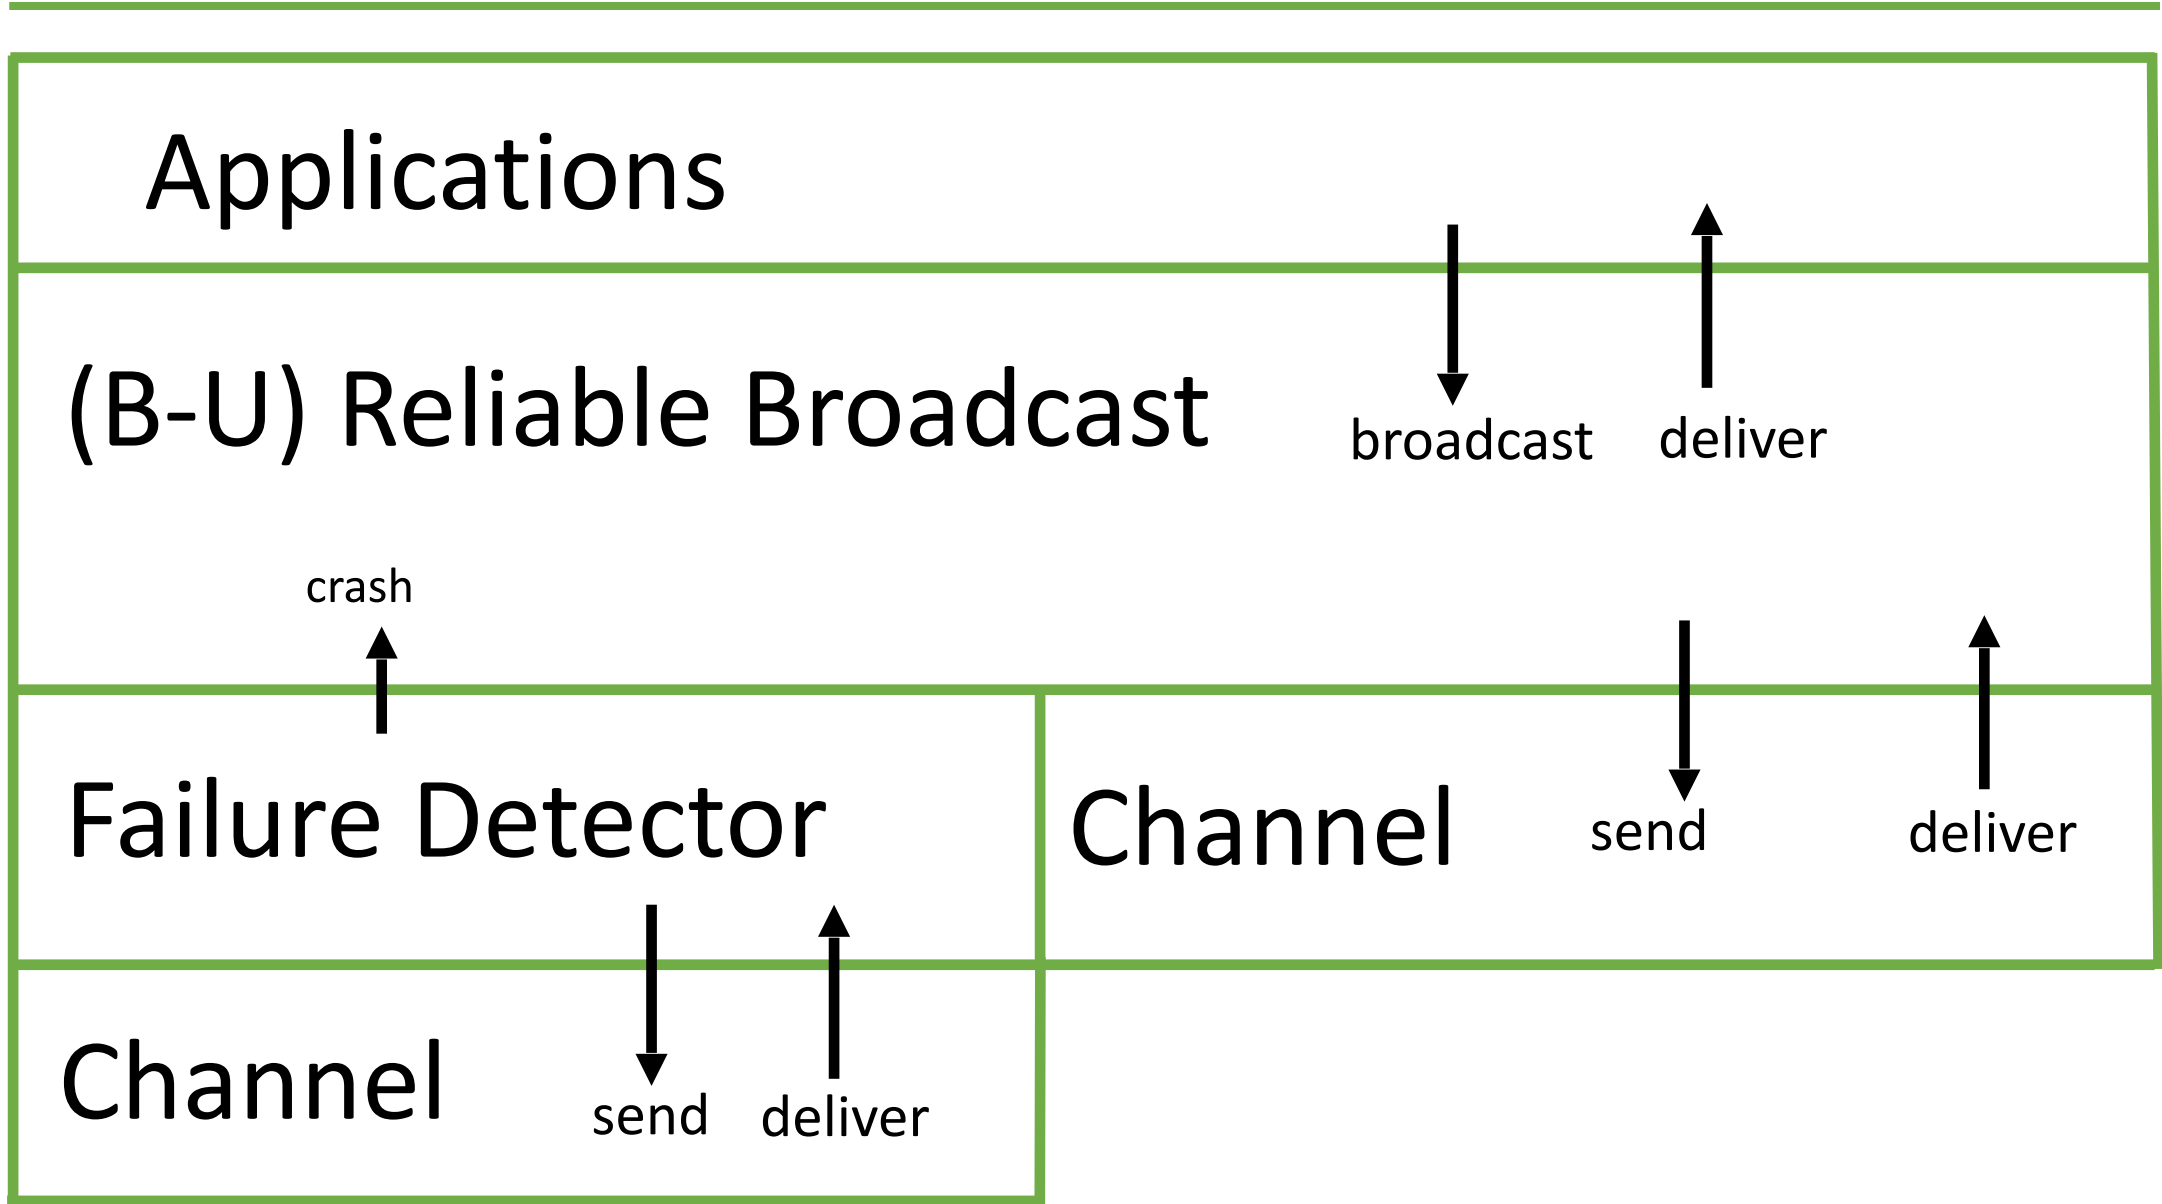 Applications
(B-U) Reliable Broadcast
broadcast deliver
crash
Failure Detector
Channel
send
deliver
Channel
send deliver